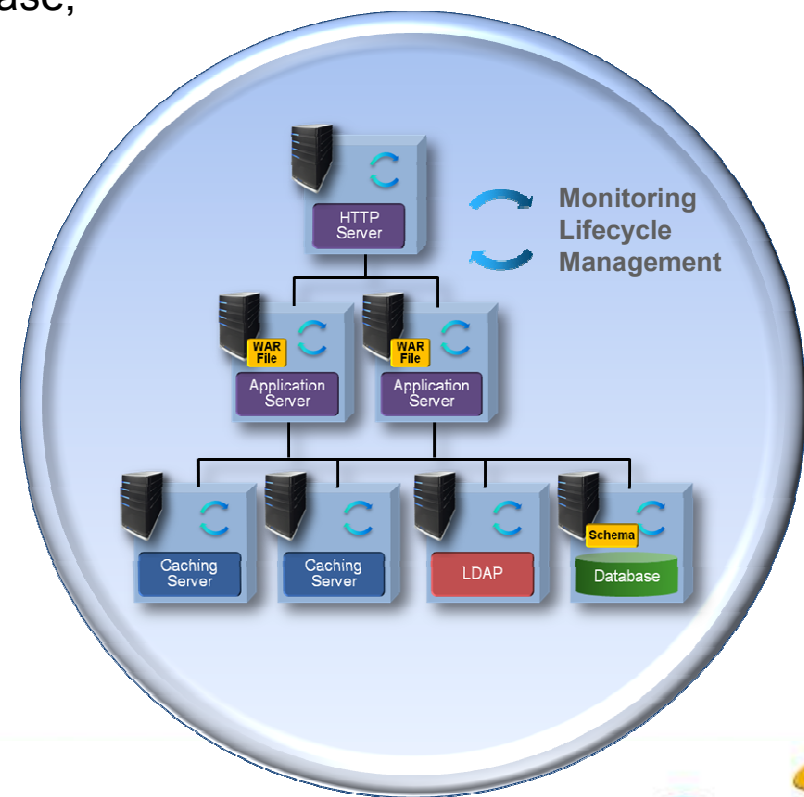 ase,
HTTP
Server
Monitoring
Lifecycle
Management
WAR
File
WAR
File
Application
Server
Application
Server
Schema
Caching
Server
Caching
Server
LDAP
Database